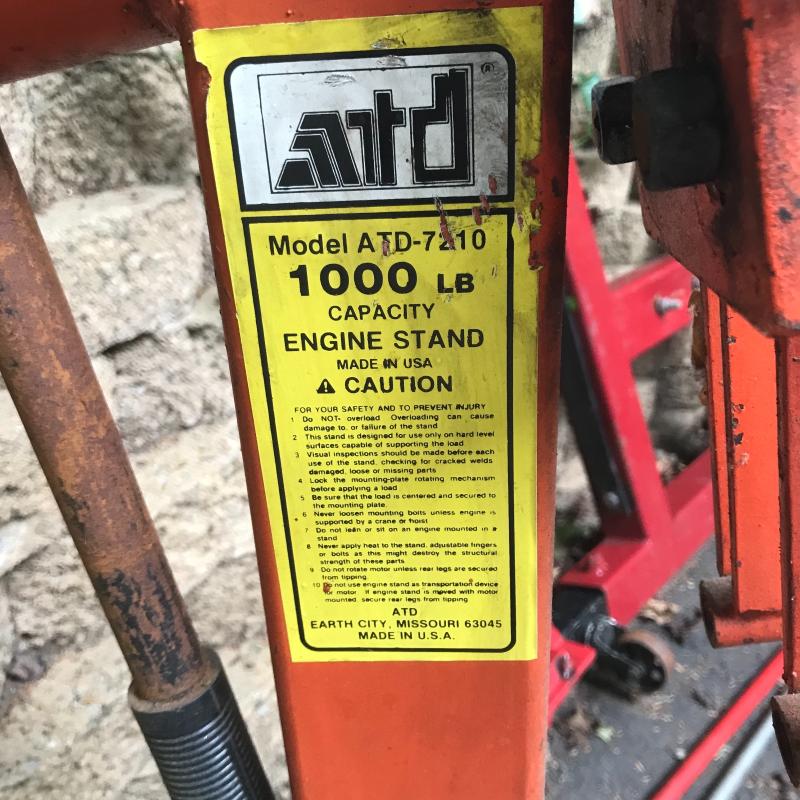 atd ®
Model ATD-7210
1000 LB
CAPACITY
ENGINE STAND
MADE IN USA
⚠ CAUTION
FOR YOUR SAFETY AND TO PREVENT INJURY
1 Do NOT overload Overloading can cause
damage to, or failure of the stand
2 This stand is designed for use only on hard level
surfaces capable of supporting the load
3 Visual inspections should be made before each
use of the stand, checking for cracked welds
damaged, loose or missing parts
4 Lock the mounting-plate rotating mechanism
before applying a load
5 Be sure that the load is centered and secured to
the mounting plate.
6 Never loosen mounting bolts unless engine is
supported by a crane or hoist
7 Do not lean or sit on an engine mounted in a
stand
8 Never apply heat to the stand, adjustable fingers
or bolts as this might destroy the structural
strength of these parts
9 Do not rotate motor unless rear legs are secured
from tipping.
10 Do not use engine stand as transportation device
for motor. If engine stand is moved with motor
mounted, secure rear legs from tipping
ATD
EARTH CITY, MISSOURI 63045
MADE IN U.S.A.